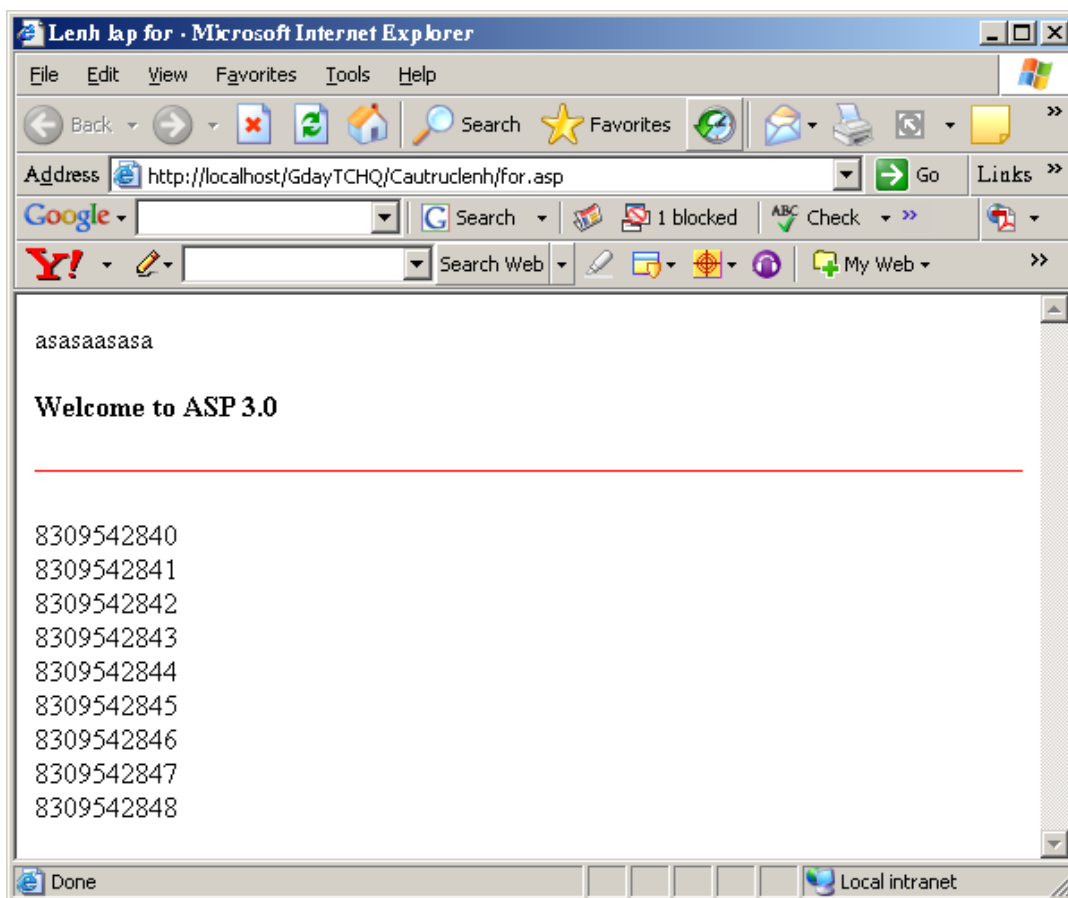 Lenh lap for - Microsoft Internet Explorer
File Edit View Favorites Tools Help
Back Search Favorites »
Address http://localhost/GdayTCHQ/Cautruclenh/for.asp Go Links »
Google G Search 1 blocked ABC Check »
Y! Search Web My Web »
asasaasasa
Welcome to ASP 3.0
8309542840
8309542841
8309542842
8309542843
8309542844
8309542845
8309542846
8309542847
8309542848
Done Local intranet